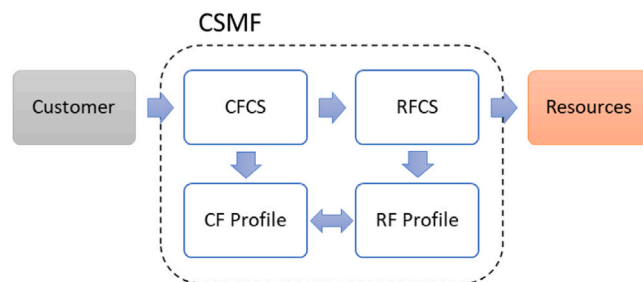 CSMF
Customer
CFCS
RFCS
Resources
CF Profile
RF Profile